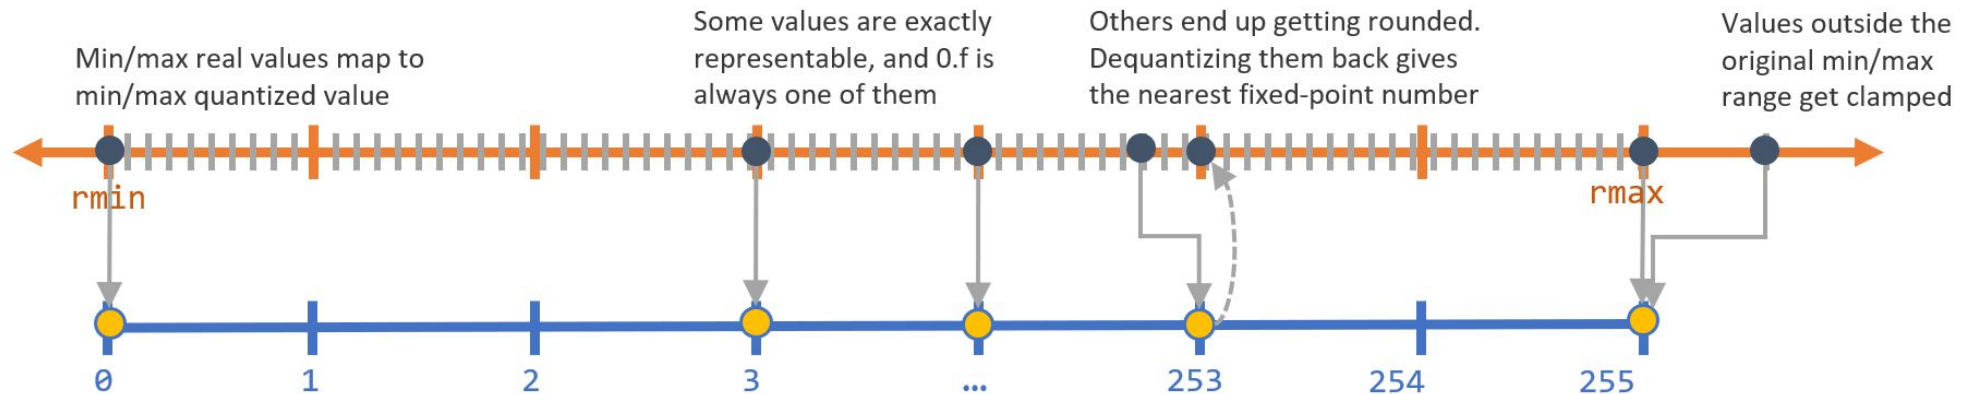 Min/max real values map to
min/max quantized value
Some values are exactly
representable, and 0.f is
always one of them
Others end up getting rounded.
Dequantizing them back gives
the nearest fixed-point number
Values outside the
original min/max
range get clamped
rmin
rmax
0 1 2 3 ... 253 254 255